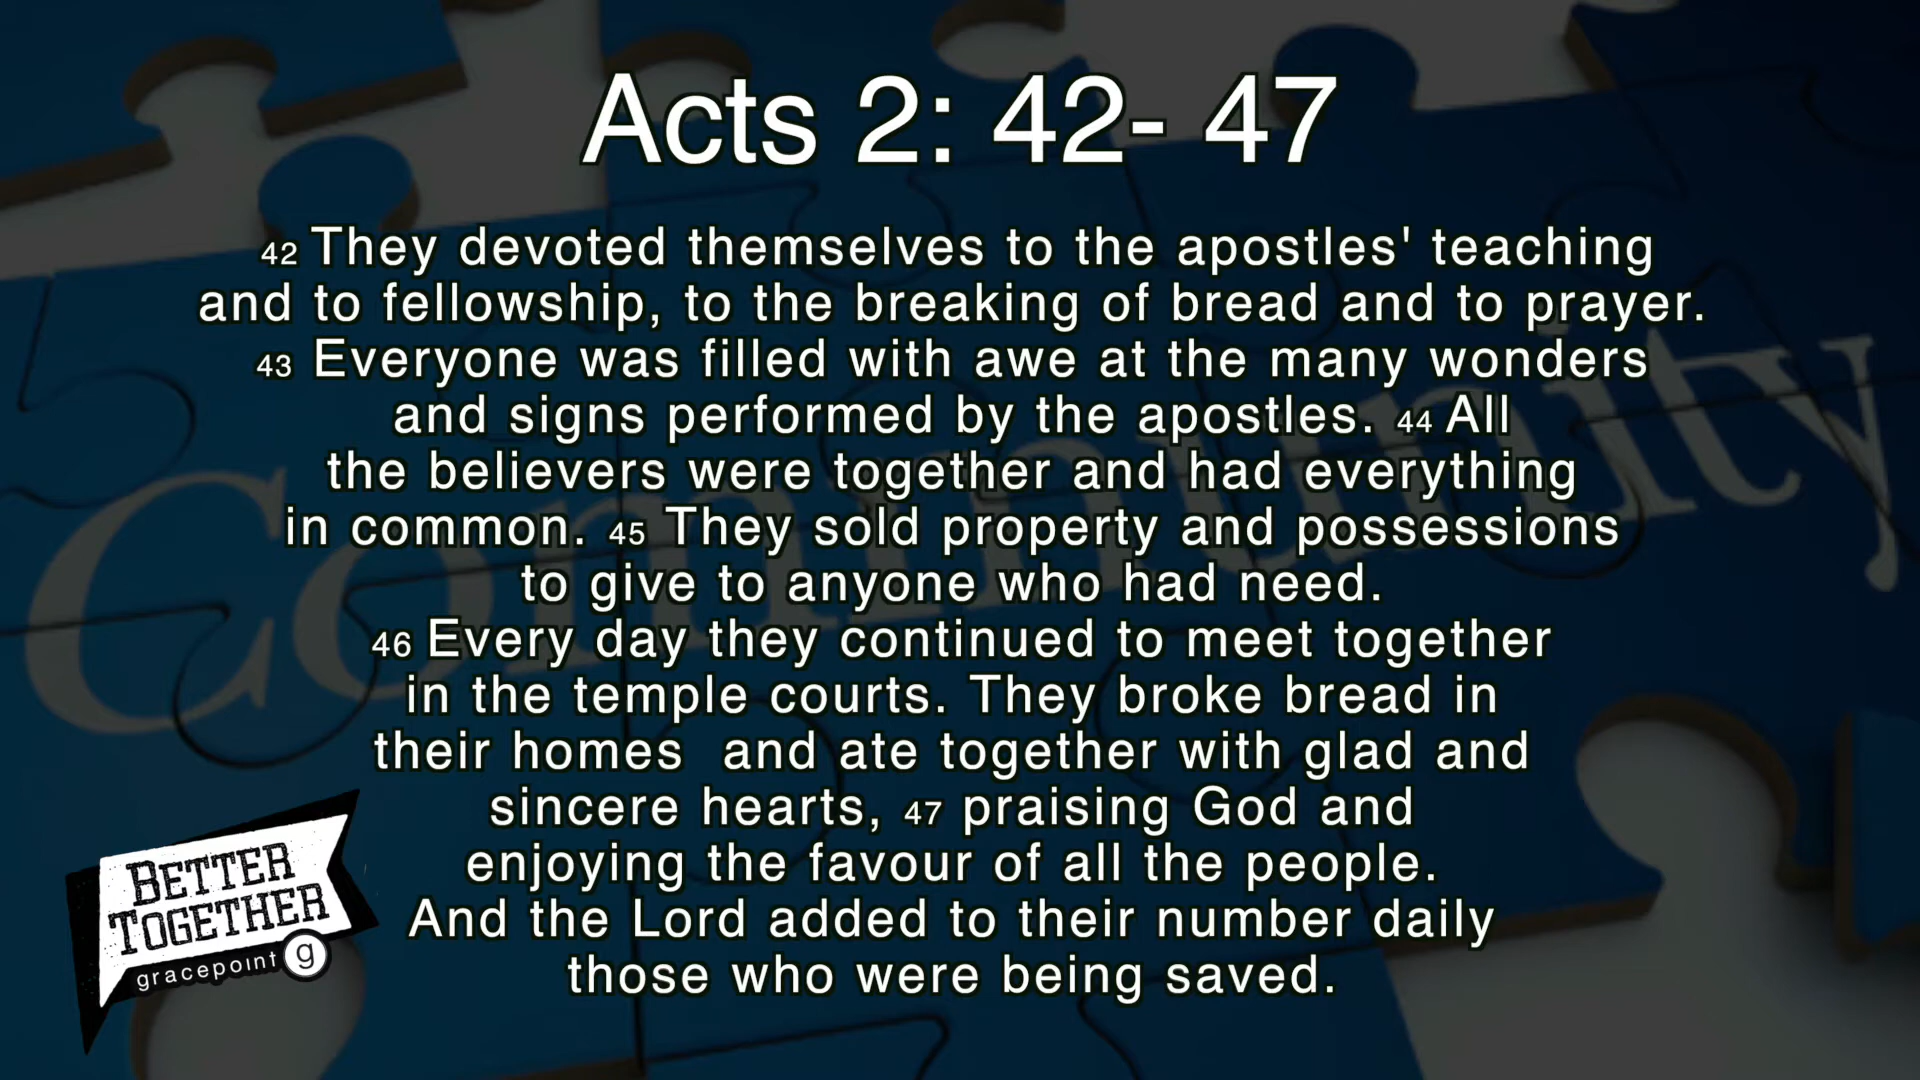 Acts 2: 42- 47
42 They devoted themselves to the apostles' teaching
and to fellowship, to the breaking of bread and to prayer.
43 Everyone was filled with awe at the many wonders
and signs performed by the apostles. 44 All
the believers were together and had everything
in common. 45 They sold property and possessions
to give to anyone who had need.
46 Every day they continued to meet together
in the temple courts. They broke bread in
their homes  and ate together with glad and
sincere hearts, 47 praising God and
enjoying the favour of all the people.
And the Lord added to their number daily
those who were being saved.
BETTER
TOGETHER
gracepoint g
Community